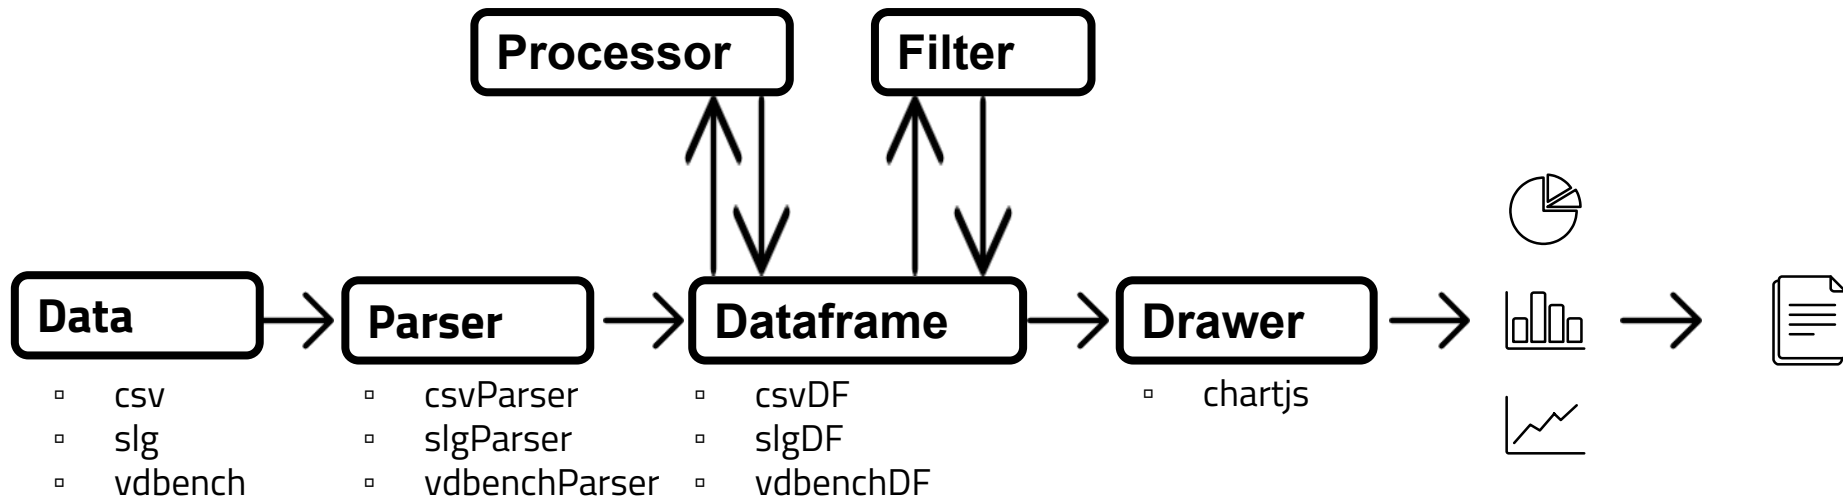 Processor
Filter
Data
Parser
Dataframe
Drawer
csv
slg
vdbench
csvParser
slgParser
vdbenchParser
csvDF
slgDF
vdbenchDF
chartjs